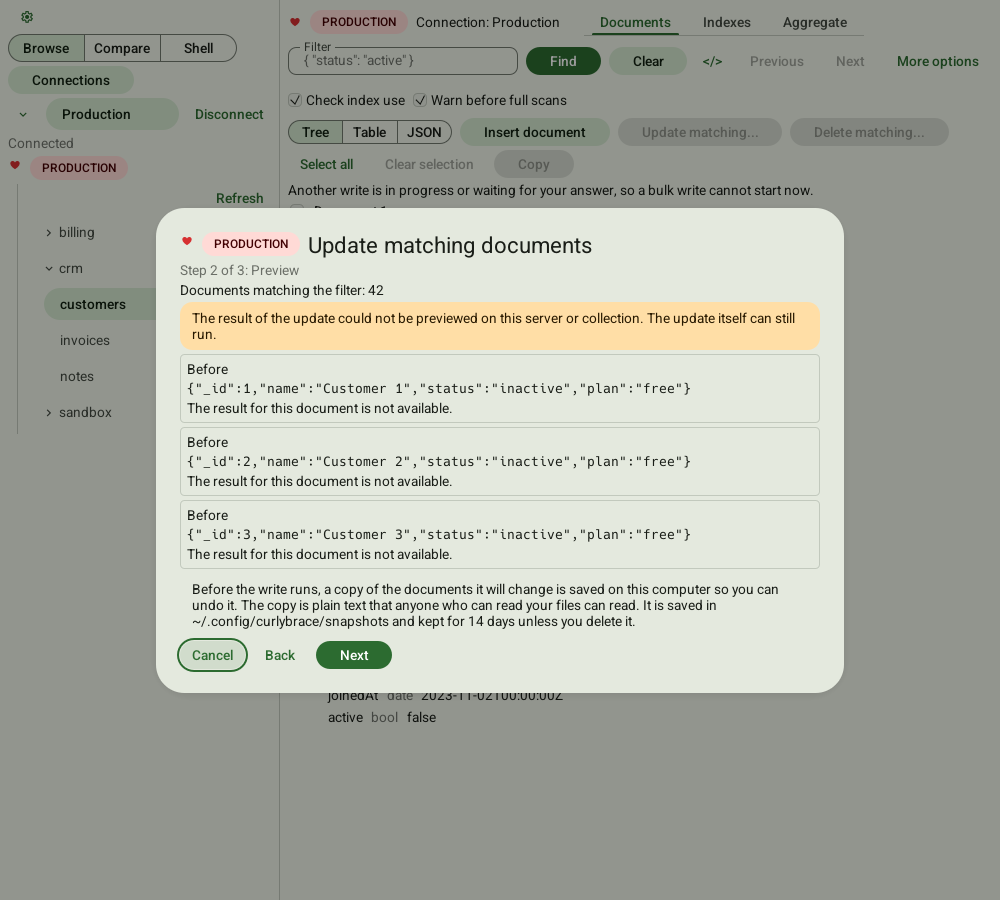 Browse Compare Shell
Connections
Production Disconnect
Connected
PRODUCTION
Refresh
billing
crm
customers
invoices
notes
sandbox
PRODUCTION Connection: Production Documents Indexes Aggregate
Filter
{ "status": "active" } Find Clear </> Previous Next More options
Check index use Warn before full scans
Tree Table JSON Insert document Update matching... Delete matching...
Select all Clear selection Copy
Another write is in progress or waiting for your answer, so a bulk write cannot start now.
PRODUCTION Update matching documents
Step 2 of 3: Preview
Documents matching the filter: 42
The result of the update could not be previewed on this server or collection. The update itself can still
run.
Before
{"_id":1,"name":"Customer 1","status":"inactive","plan":"free"}
The result for this document is not available.
Before
{"_id":2,"name":"Customer 2","status":"inactive","plan":"free"}
The result for this document is not available.
Before
{"_id":3,"name":"Customer 3","status":"inactive","plan":"free"}
The result for this document is not available.
Before the write runs, a copy of the documents it will change is saved on this computer so you can
undo it. The copy is plain text that anyone who can read your files can read. It is saved in
~/.config/curlybrace/snapshots and kept for 14 days unless you delete it.
Cancel Back Next
joinedAt date 2023-11-02T00:00:00Z
active bool false